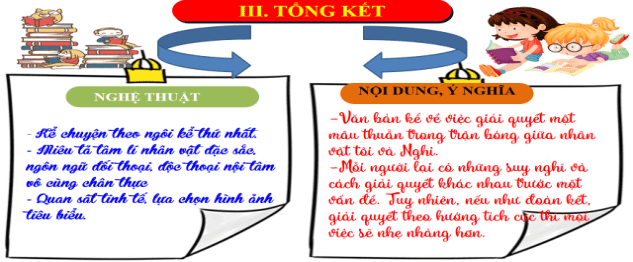 III. TỔNG KẾT
NGHỆ THUẬT
- Kể chuyện theo ngôi kể thứ nhất.
- Miêu tả tâm lí nhân vật đặc sắc,
ngôn ngữ đối thoại, độc thoại nội tâm
vô cùng chân thực
- Quan sát tinh tế, lựa chọn hình ảnh
tiêu biểu.
NỘI DUNG, Ý NGHĨA
-Văn bản kể về việc giải quyết một
mâu thuẫn trong trận bóng giữa nhân
vật tôi và Nghi.
-Mỗi người lại có những suy nghĩ và
cách giải quyết khác nhau trước một
vấn đề. Tuy nhiên, nếu như đoàn kết,
giải quyết theo hướng tích cực thì mọi
việc sẽ nhẹ nhàng hơn.